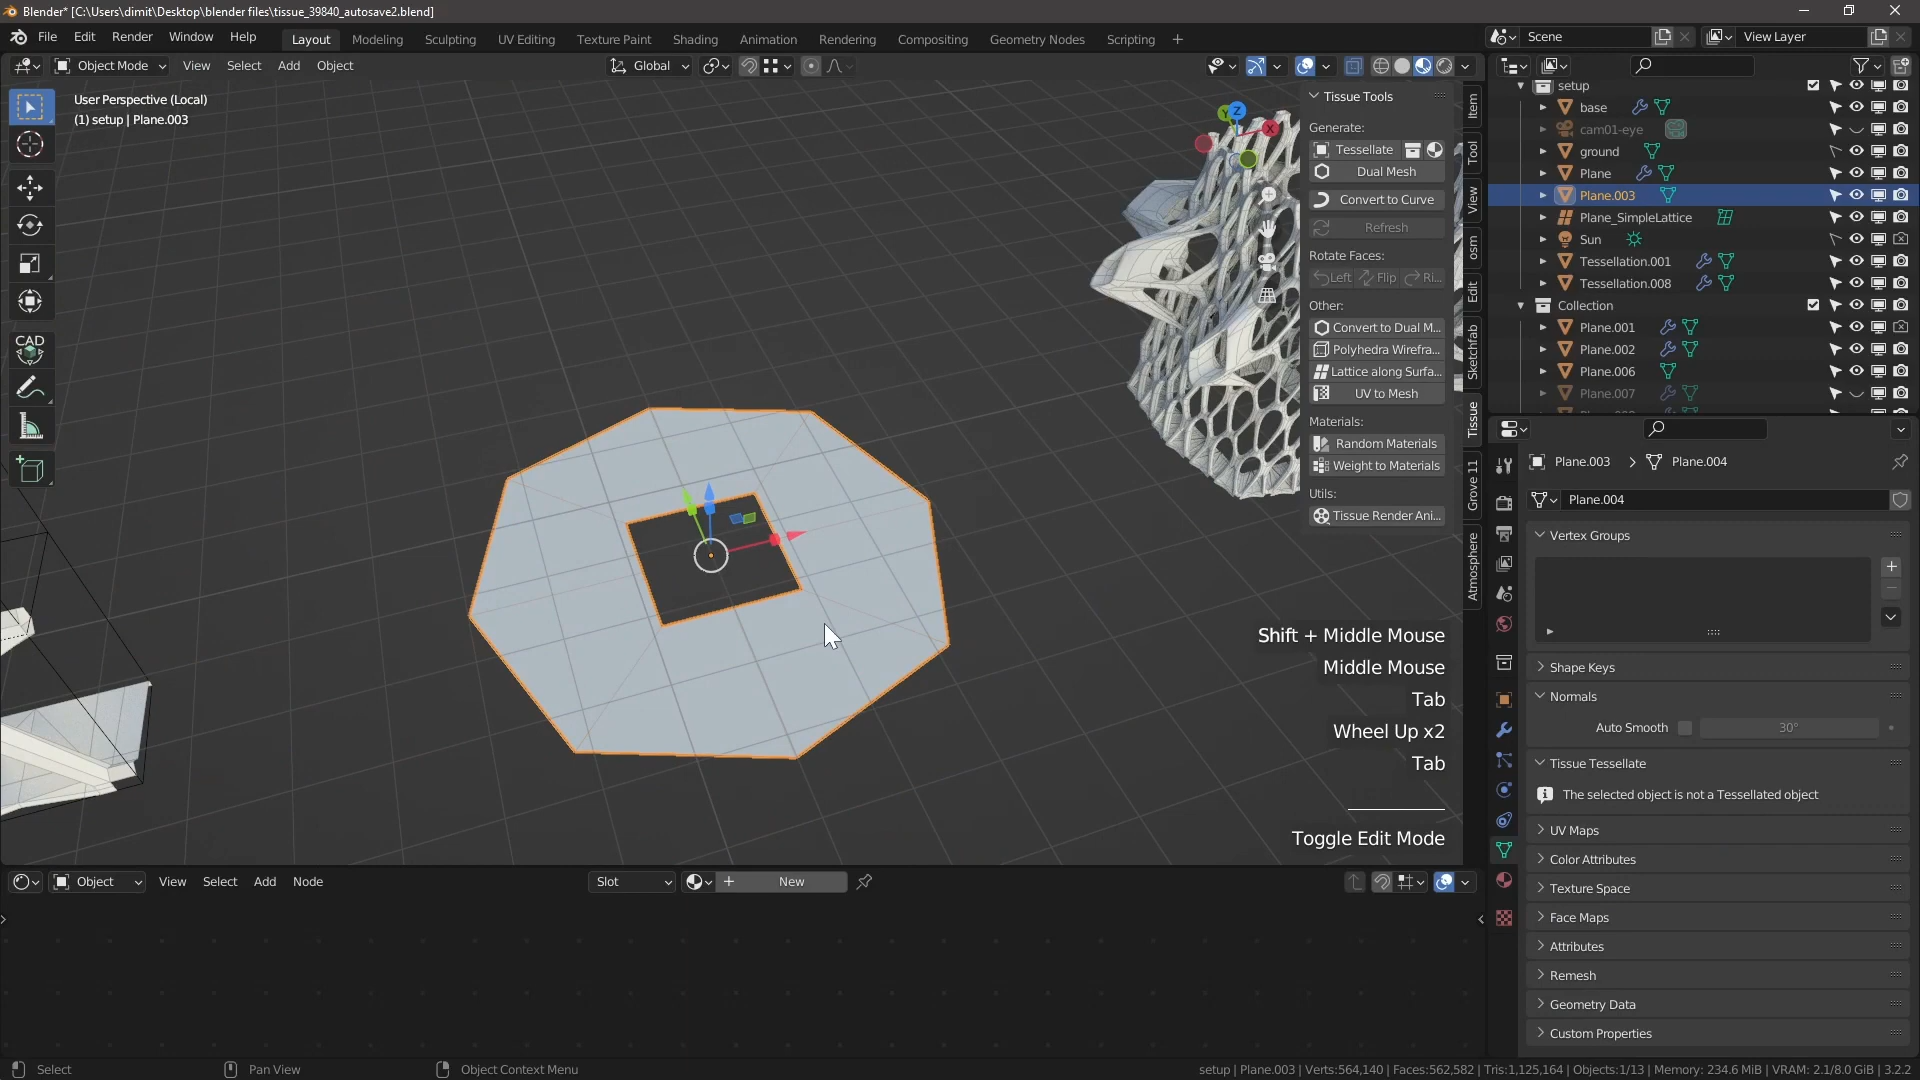 Blender* [C:\Users\dimit\Desktop\blender files\tissue_39840_autosave2.blend]
File Edit Render Window Help Layout Modeling Sculpting UV Editing Texture Paint Shading Animation Rendering Compositing Geometry Nodes Scripting + Scene View Layer
Object Mode View Select Add Object Global
User Perspective (Local)
(1) setup | Plane.003
CAD
Z
Y
X
Tissue Tools
Generate:
Tessellate
Dual Mesh
Convert to Curve
Refresh
Rotate Faces:
Left Flip Ri...
Other:
Convert to Dual M...
Polyhedra Wirefra...
Lattice along Surfa...
UV to Mesh
Materials:
Random Materials
Weight to Materials
Utils:
Tissue Render Ani...
Item
Tool
View
osm
Edit
Sketchfab
Tissue
Grove 11
Atmosphere
Shift + Middle Mouse
Middle Mouse
Tab
Wheel Up x2
Tab
Toggle Edit Mode
setup
base
cam01-eye
ground
Plane
Plane.003
Plane_SimpleLattice
Sun
Tessellation.001
Tessellation.008
Collection
Plane.001
Plane.002
Plane.006
Plane.007
Plane.003 > Plane.004
Plane.004
Vertex Groups
Shape Keys
Normals
Auto Smooth 30°
Tissue Tessellate
The selected object is not a Tessellated object
UV Maps
Color Attributes
Texture Space
Face Maps
Attributes
Remesh
Geometry Data
Custom Properties
Object View Select Add Node Slot New
Select Pan View Object Context Menu
setup | Plane.003 | Verts:564,140 | Faces:562,582 | Tris:1,125,164 | Objects:1/13 | Memory: 234.6 MiB | VRAM: 2.1/8.0 GiB | 3.2.2